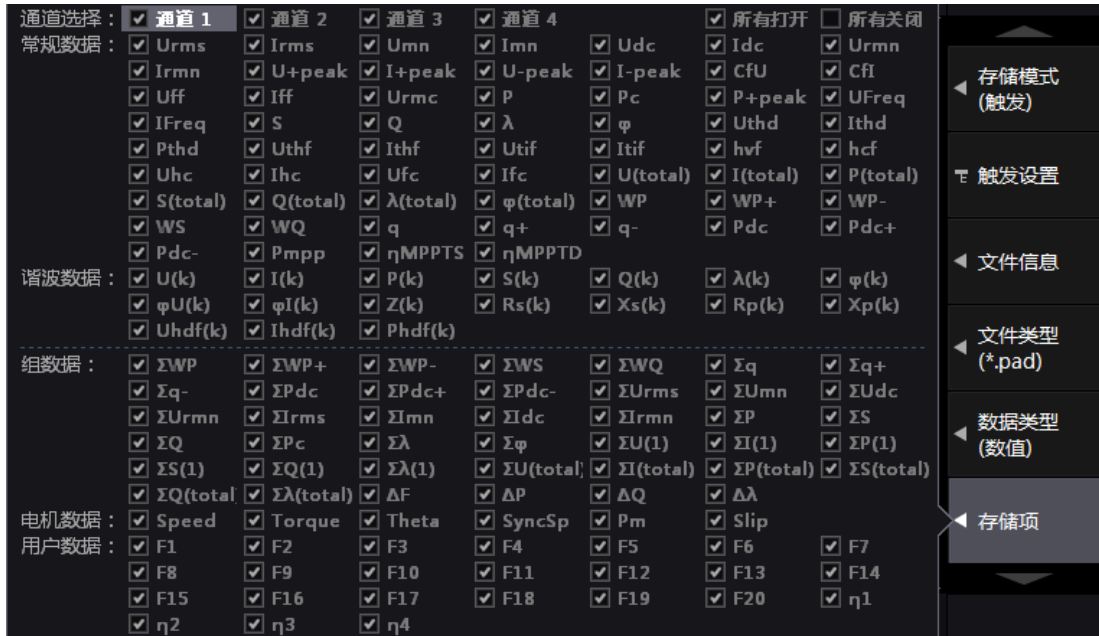 通道选择： 通道 1 通道 2 通道 3 通道 4 所有打开 所有关闭
常规数据： Urms Irms Umn Imn Udc Idc Urmn
Irmn U+peak I+peak U-peak I-peak CfU CfI
Uff Iff Urmc P Pc P+peak UFreq
IFreq S Q λ φ Uthd Ithd
Pthd Uthf Ithf Utif Itif hvf hcf
Uhc Ihc Ufc Ifc U(total) I(total) P(total)
S(total) Q(total) λ(total) φ(total) WP WP+ WP-
WS WQ q q+ q- Pdc Pdc+
Pdc- Pmpp ηMPPTS ηMPPTD
谐波数据： U(k) I(k) P(k) S(k) Q(k) λ(k) φ(k)
φU(k) φI(k) Z(k) Rs(k) Xs(k) Rp(k) Xp(k)
Uhdf(k) Ihdf(k) Phdf(k)
组数据： ΣWP ΣWP+ ΣWP- ΣWS ΣWQ Σq Σq+
Σq- ΣPdc ΣPdc+ ΣPdc- ΣUrms ΣUmn ΣUdc
ΣUrmn ΣIrms ΣImn ΣIdc ΣIrmn ΣP ΣS
ΣQ ΣPc Σλ Σφ ΣU(1) ΣI(1) ΣP(1)
ΣS(1) ΣQ(1) Σλ(1) ΣU(total) ΣI(total) ΣP(total) ΣS(total)
ΣQ(total Σλ(total) ΔF ΔP ΔQ Δλ
电机数据： Speed Torque Theta SyncSp Pm Slip
用户数据： F1 F2 F3 F4 F5 F6 F7
F8 F9 F10 F11 F12 F13 F14
F15 F16 F17 F18 F19 F20 η1
η2 η3 η4
存储模式
(触发)
触发设置
文件信息
文件类型
(*.pad)
数据类型
(数值)
存储项